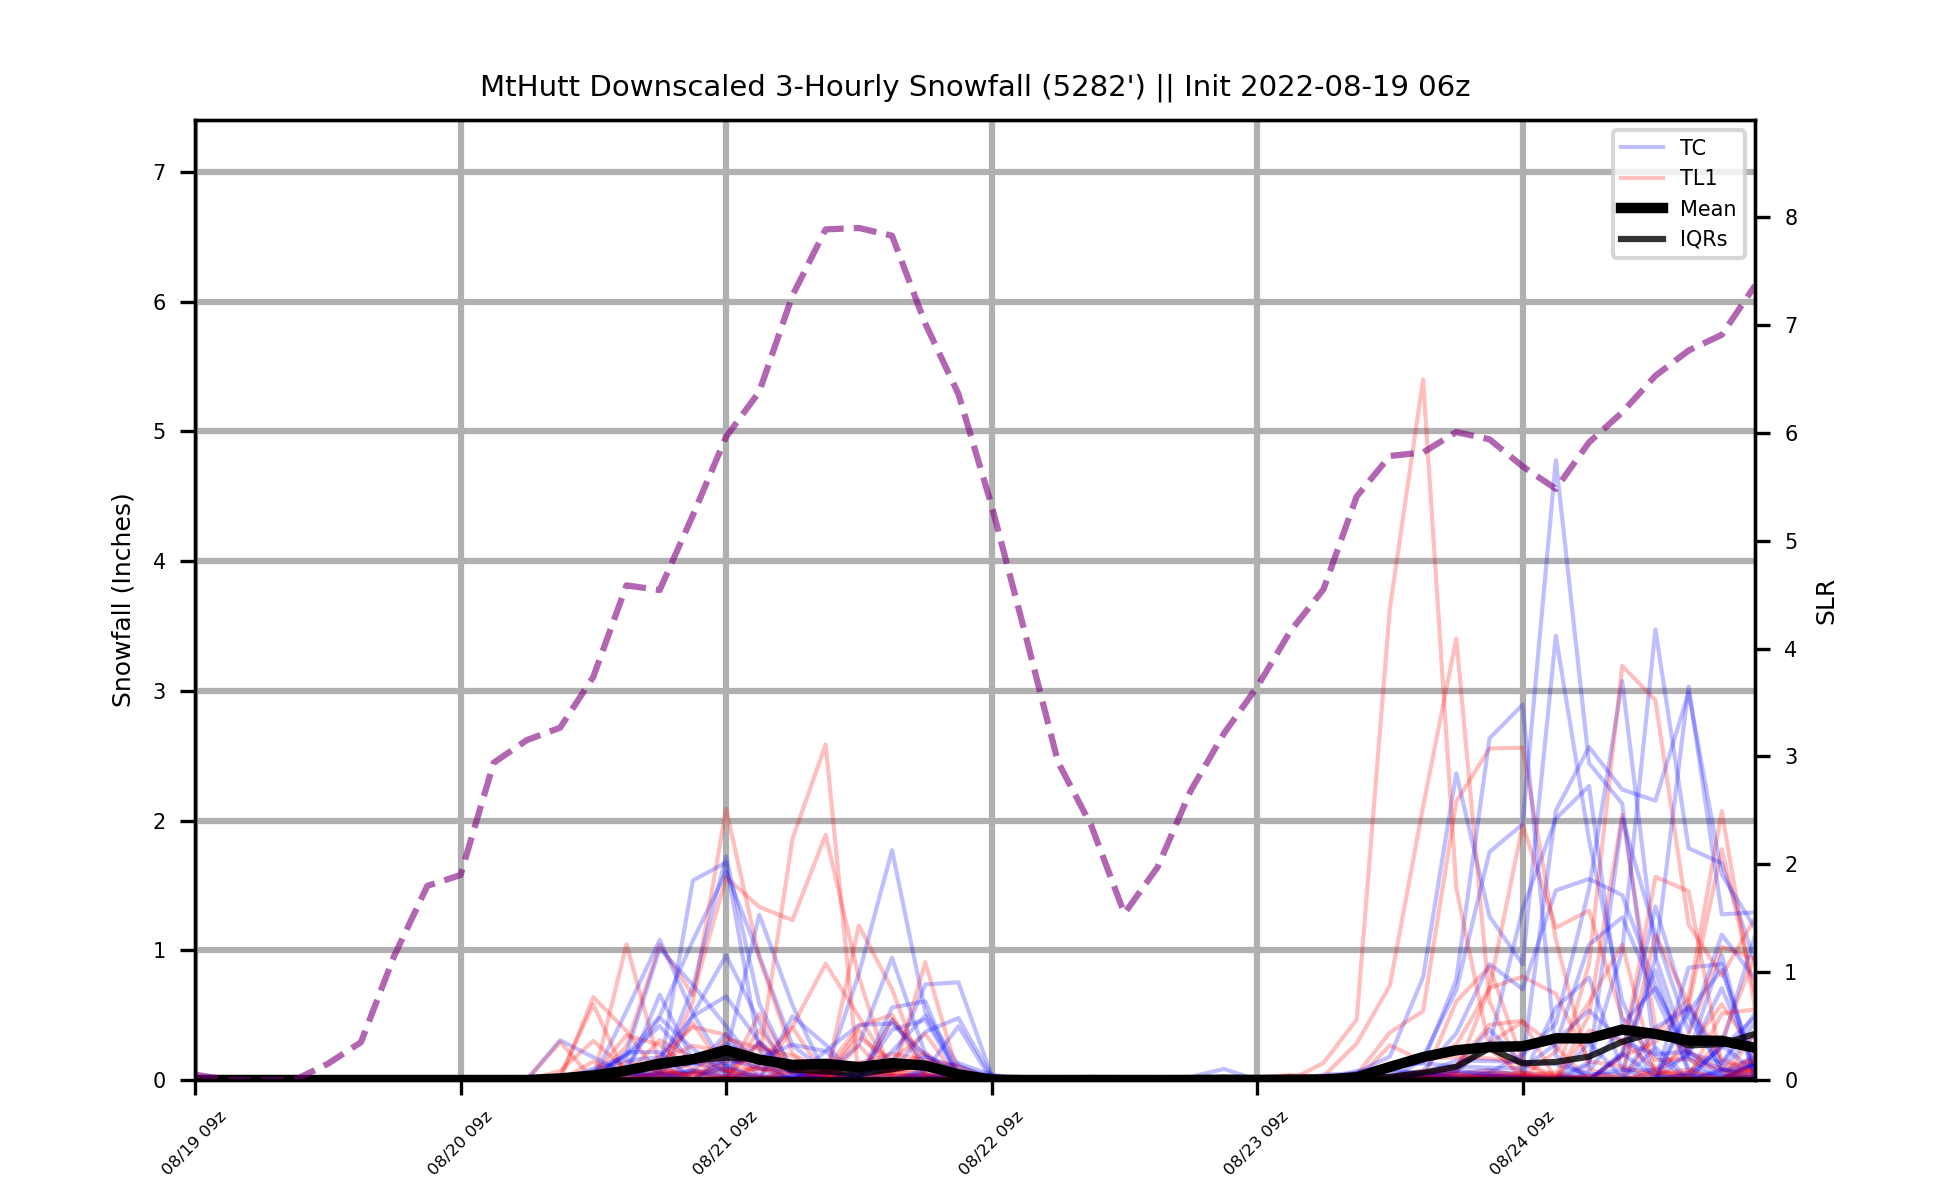 MtHutt Downscaled 3-Hourly Snowfall (5282') || Init 2022-08-19 06z
TC
TL1
Mean
IQRs
7
6
5
4
3
2
1
0
Snowfall (Inches)
8
7
6
5
4
3
2
1
0
SLR
08/19 09z
08/20 09z
08/21 09z
08/22 09z
08/23 09z
08/24 09z